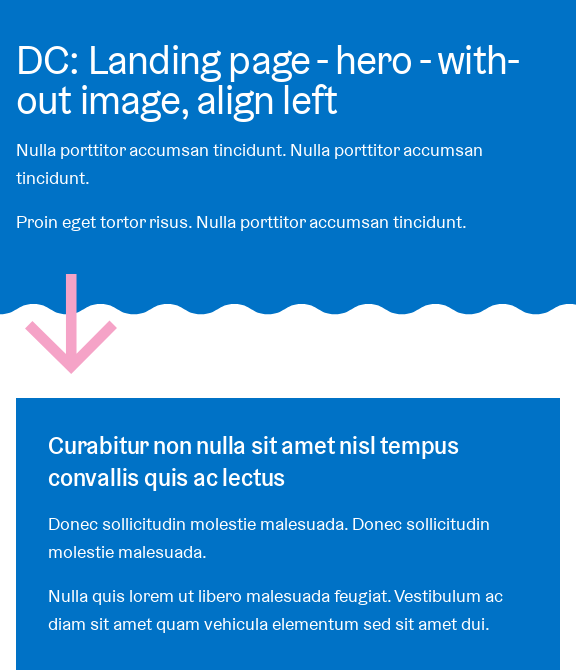 DC: Landing page - hero - with-
out image, align left
Nulla porttitor accumsan tincidunt. Nulla porttitor accumsan
tincidunt.
Proin eget tortor risus. Nulla porttitor accumsan tincidunt.
Curabitur non nulla sit amet nisl tempus
convallis quis ac lectus
Donec sollicitudin molestie malesuada. Donec sollicitudin
molestie malesuada.
Nulla quis lorem ut libero malesuada feugiat. Vestibulum ac
diam sit amet quam vehicula elementum sed sit amet dui.